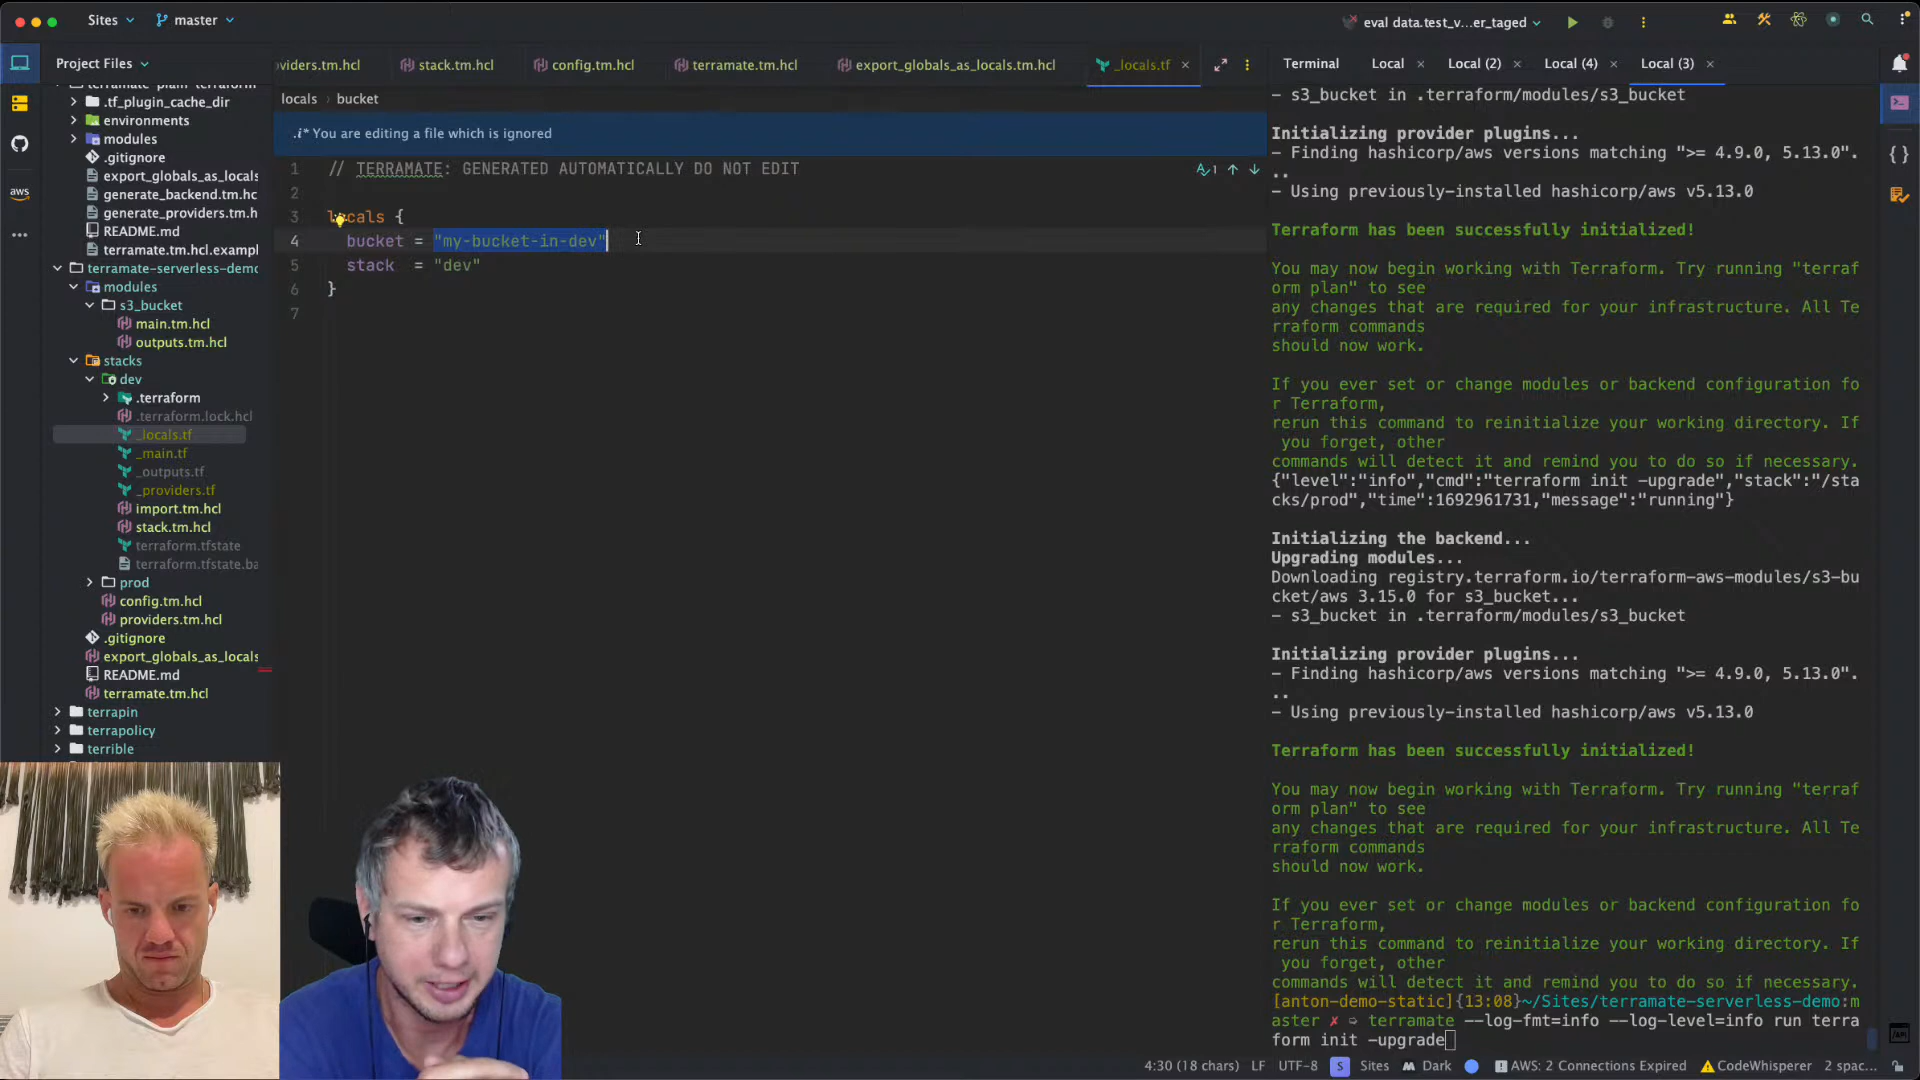 Sites
master
eval data.test_v...er_taged
Project Files
terramate-plain-terraform
.tf_plugin_cache_dir
environments
modules
.gitignore
export_globals_as_locals
generate_backend.tm.hc
generate_providers.tm.h
README.md
terramate.tm.hcl.exampl
terramate-serverless-demo
modules
s3_bucket
main.tm.hcl
outputs.tm.hcl
stacks
dev
.terraform
.terraform.lock.hcl
_locals.tf
_main.tf
_outputs.tf
_providers.tf
import.tm.hcl
stack.tm.hcl
terraform.tfstate
terraform.tfstate.ba
prod
config.tm.hcl
providers.tm.hcl
.gitignore
export_globals_as_locals
README.md
terramate.tm.hcl
terrapin
terrapolicy
terrible
aws
oviders.tm.hcl
stack.tm.hcl
config.tm.hcl
terramate.tm.hcl
export_globals_as_locals.tm.hcl
_locals.tf
locals > bucket
.i* You are editing a file which is ignored
1 // TERRAMATE: GENERATED AUTOMATICALLY DO NOT EDIT
2
3 locals {
4 bucket = "my-bucket-in-dev"
5 stack = "dev"
6 }
7
1
Terminal
Local
Local (2)
Local (4)
Local (3)
- s3_bucket in .terraform/modules/s3_bucket
Initializing provider plugins...
- Finding hashicorp/aws versions matching ">= 4.9.0, 5.13.0".
..
- Using previously-installed hashicorp/aws v5.13.0
Terraform has been successfully initialized!
You may now begin working with Terraform. Try running "terraf
orm plan" to see
any changes that are required for your infrastructure. All Te
rraform commands
should now work.
If you ever set or change modules or backend configuration fo
r Terraform,
rerun this command to reinitialize your working directory. If
you forget, other
commands will detect it and remind you to do so if necessary.
{"level":"info","cmd":"terraform init -upgrade","stack":"/sta
cks/prod","time":1692961731,"message":"running"}
Initializing the backend...
Upgrading modules...
Downloading registry.terraform.io/terraform-aws-modules/s3-bu
cket/aws 3.15.0 for s3_bucket...
- s3_bucket in .terraform/modules/s3_bucket
Initializing provider plugins...
- Finding hashicorp/aws versions matching ">= 4.9.0, 5.13.0".
..
- Using previously-installed hashicorp/aws v5.13.0
Terraform has been successfully initialized!
You may now begin working with Terraform. Try running "terraf
orm plan" to see
any changes that are required for your infrastructure. All Te
rraform commands
should now work.
If you ever set or change modules or backend configuration fo
r Terraform,
rerun this command to reinitialize your working directory. If
you forget, other
commands will detect it and remind you to do so if necessary.
[anton-demo-static]{13:08}~/Sites/terramate-serverless-demo:m
aster ✗ ➭ terramate --log-fmt=info --log-level=info run terra
form init -upgrade
4:30 (18 chars) LF UTF-8 S Sites Dark AWS: 2 Connections Expired CodeWhisperer 2 spac...